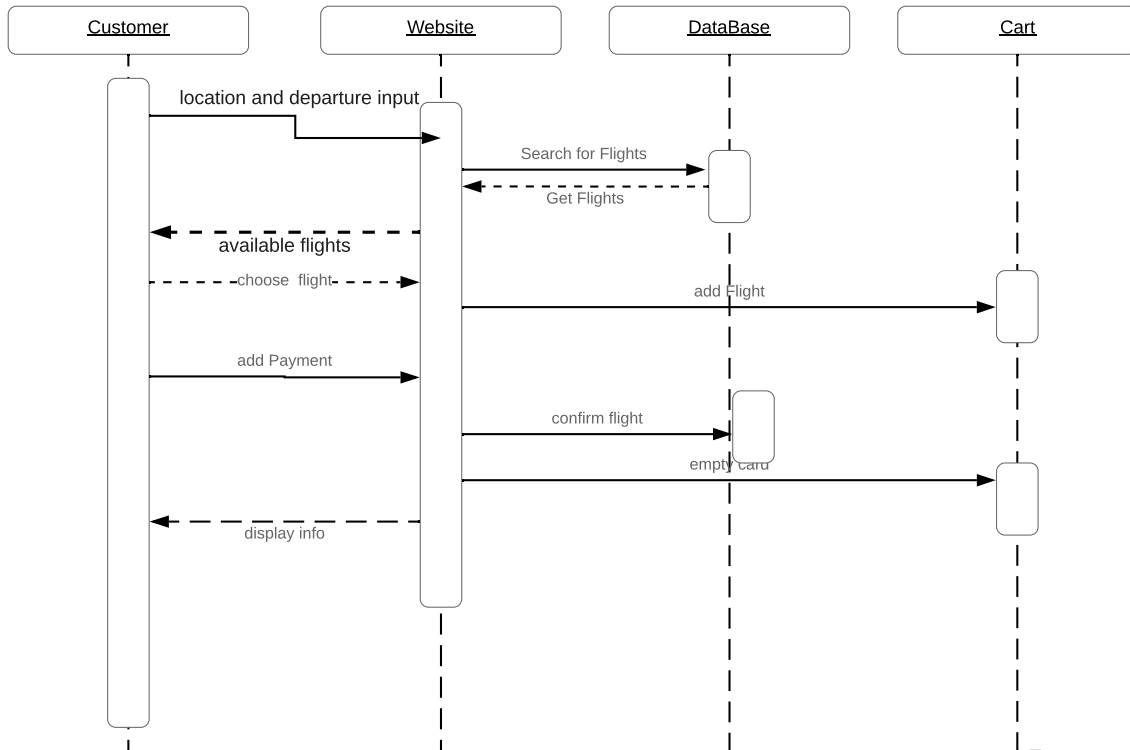 Customer
Website
DataBase
Cart
location and departure input
Search for Flights
Get Flights
available flights
choose  flight
add Flight
add Payment
confirm flight
empty card
display info